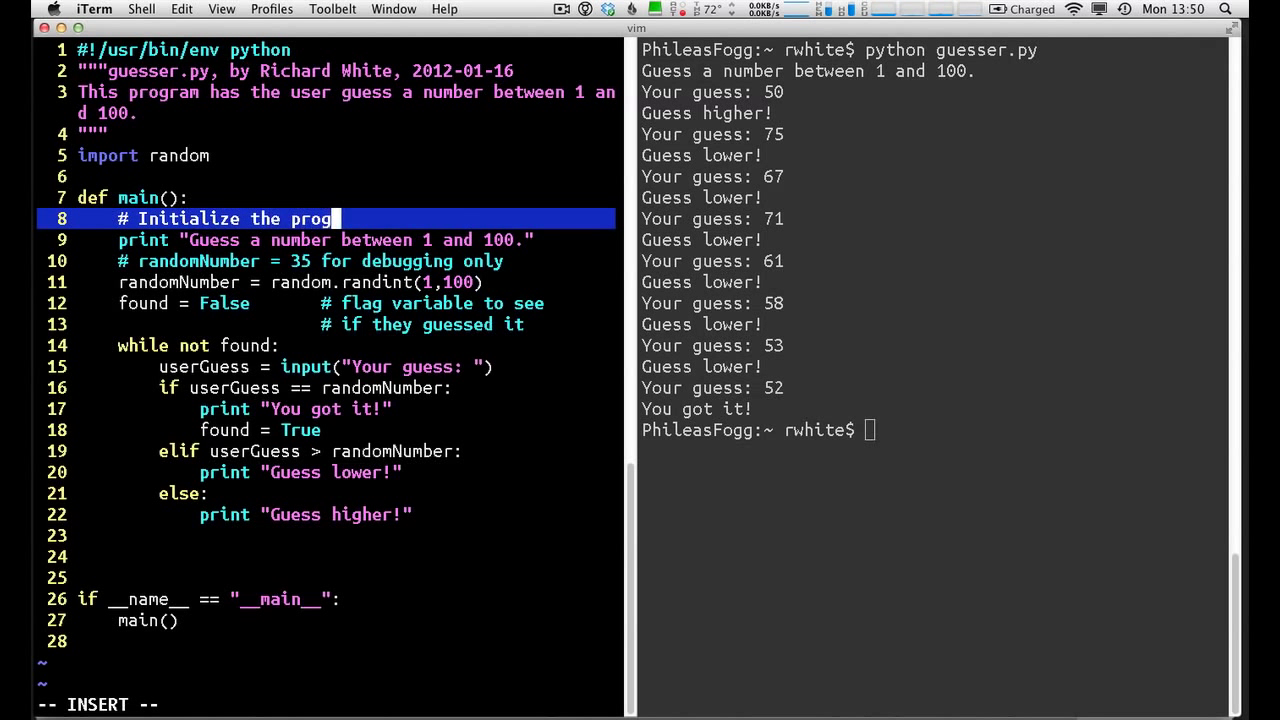 iTerm Shell Edit View Profiles Toolbelt Window Help 72° 0.0KB/s 0.0KB/s Charged Mon 13:50
vim
1 #!/usr/bin/env python
2 """guesser.py, by Richard White, 2012-01-16
3 This program has the user guess a number between 1 an
d 100.
4 """
5 import random
6
7 def main():
8     # Initialize the prog
9     print "Guess a number between 1 and 100."
10     # randomNumber = 35 for debugging only
11     randomNumber = random.randint(1,100)
12     found = False       # flag variable to see
13                         # if they guessed it
14     while not found:
15         userGuess = input("Your guess: ")
16         if userGuess == randomNumber:
17             print "You got it!"
18             found = True
19         elif userGuess > randomNumber:
20             print "Guess lower!"
21         else:
22             print "Guess higher!"
23
24
25
26 if __name__ == "__main__":
27     main()
28
~
~
-- INSERT --
PhileasFogg:~ rwhite$ python guesser.py
Guess a number between 1 and 100.
Your guess: 50
Guess higher!
Your guess: 75
Guess lower!
Your guess: 67
Guess lower!
Your guess: 71
Guess lower!
Your guess: 61
Guess lower!
Your guess: 58
Guess lower!
Your guess: 53
Guess lower!
Your guess: 52
You got it!
PhileasFogg:~ rwhite$